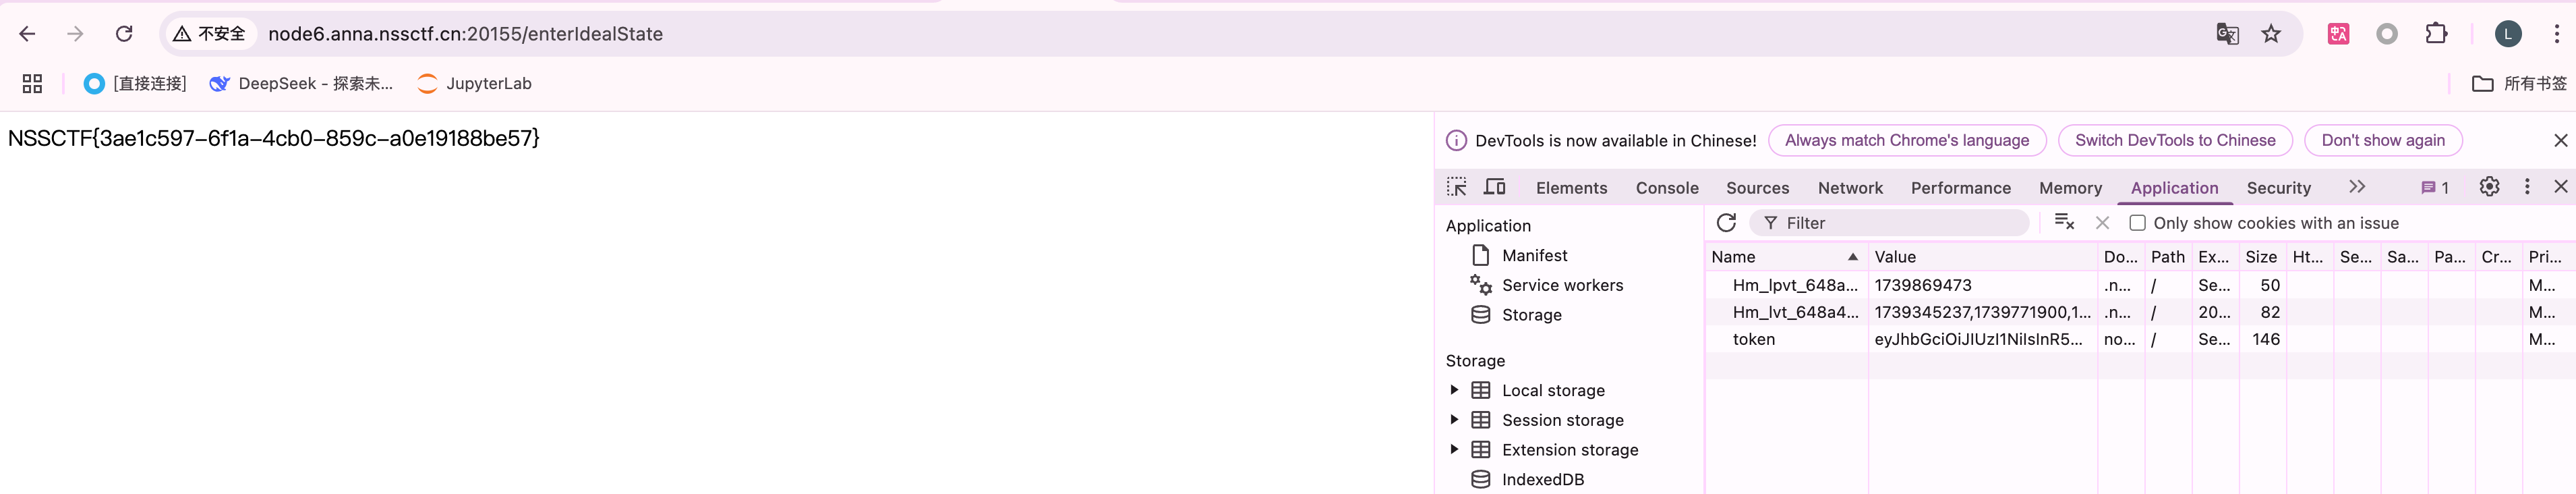 不安全 node6.anna.nssctf.cn:20155/enterIdealState L
[直接连接] DeepSeek - 探索未... JupyterLab 所有书签
NSSCTF{3ae1c597-6f1a-4cb0-859c-a0e19188be57}
DevTools is now available in Chinese! Always match Chrome's language Switch DevTools to Chinese Don't show again
Elements Console Sources Network Performance Memory Application Security 1
Application
Manifest
Service workers
Storage
Storage
Local storage
Session storage
Extension storage
IndexedDB
Filter Only show cookies with an issue
Name Value Do... Path Ex... Size Ht... Se... Sa... Pa... Cr... Pri...
Hm_lpvt_648a... 1739869473 .n... / Se... 50 M...
Hm_lvt_648a4... 1739345237,1739771900,1... .n... / 20... 82 M...
token eyJhbGciOiJIUzI1NiIsInR5... no... / Se... 146 M...